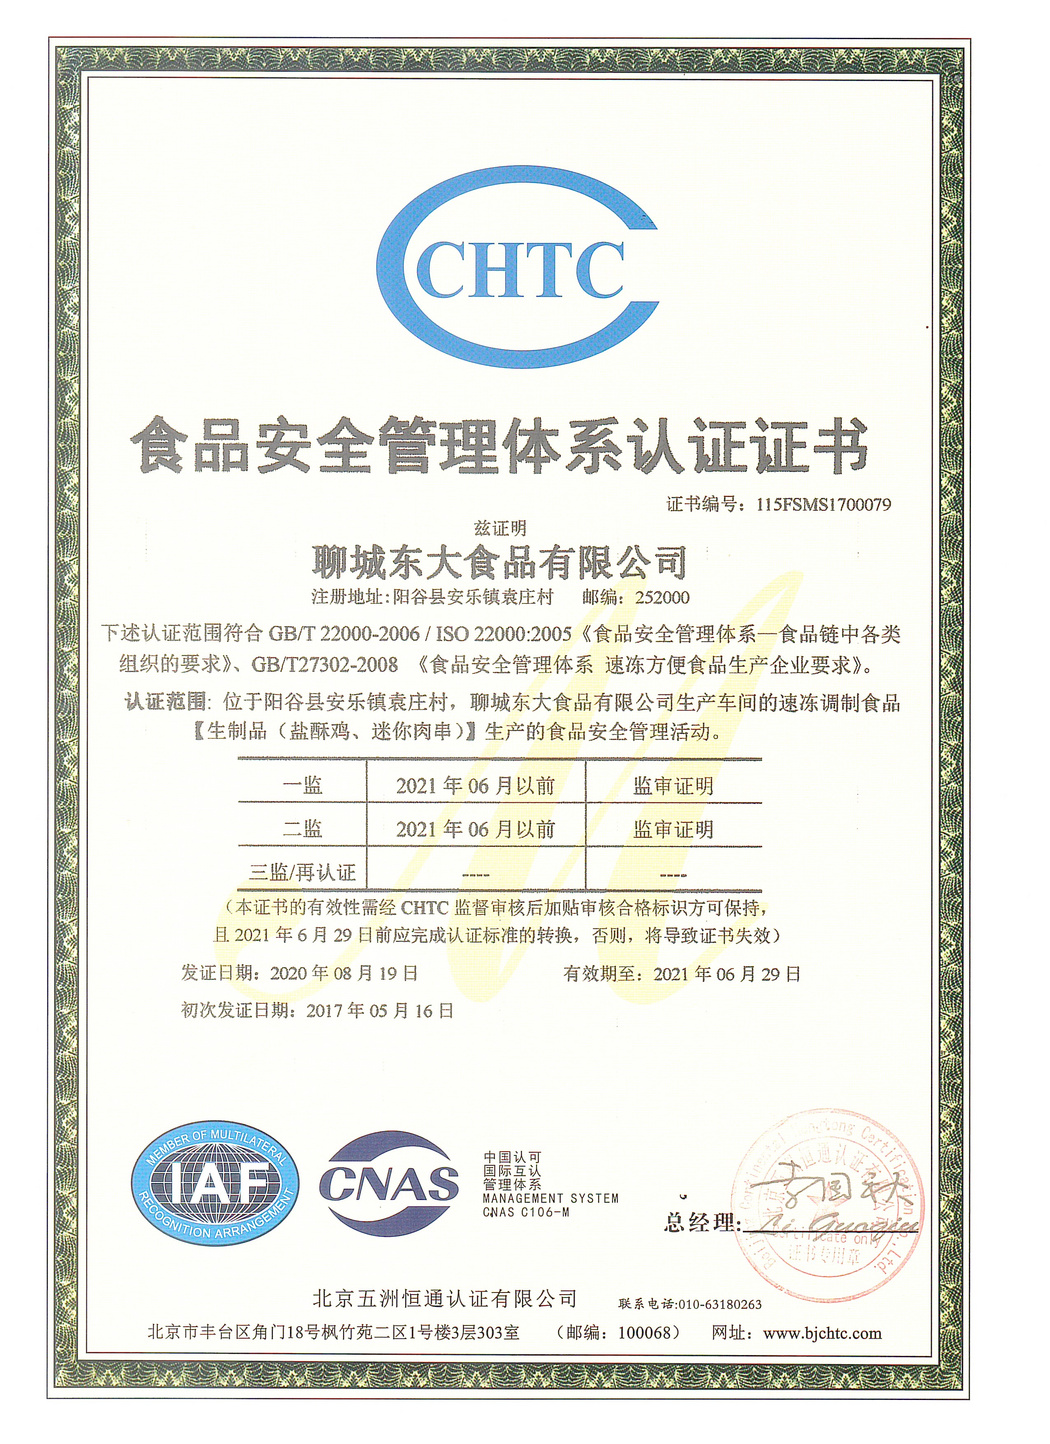 CHTC
食品安全管理体系认证证书
证书编号：115FSMS1700079
兹证明
聊城东大食品有限公司
注册地址:阳谷县安乐镇袁庄村 邮编：252000
下述认证范围符合 GB/T 22000-2006 / ISO 22000:2005《食品安全管理体系—食品链中各类
组织的要求》、GB/T27302-2008 《食品安全管理体系 速冻方便食品生产企业要求》。
认证范围: 位于阳谷县安乐镇袁庄村，聊城东大食品有限公司生产车间的速冻调制食品
【生制品（盐酥鸡、迷你肉串）】生产的食品安全管理活动。
一监 2021 年 06 月以前 监审证明
二监 2021 年 06 月以前 监审证明
三监/再认证 ---- ----
（本证书的有效性需经 CHTC 监督审核后加贴审核合格标识方可保持，
且 2021 年 6 月 29 日前应完成认证标准的转换，否则，将导致证书失效）
发证日期：2020 年 08 月 19 日 有效期至：2021 年 06 月 29 日
初次发证日期：2017 年 05 月 16 日
MEMBER OF MULTILATERAL
IAF
RECOGNITION ARRANGEMENT
CNAS
中国认可
国际互认
管理体系
MANAGEMENT SYSTEM
CNAS C106-M
总经理:
Certificate only
证书专用章
北京五洲恒通认证有限公司 联系电话:010-63180263
北京市丰台区角门18号枫竹苑二区1号楼3层303室 （邮编：100068） 网址：www.bjchtc.com